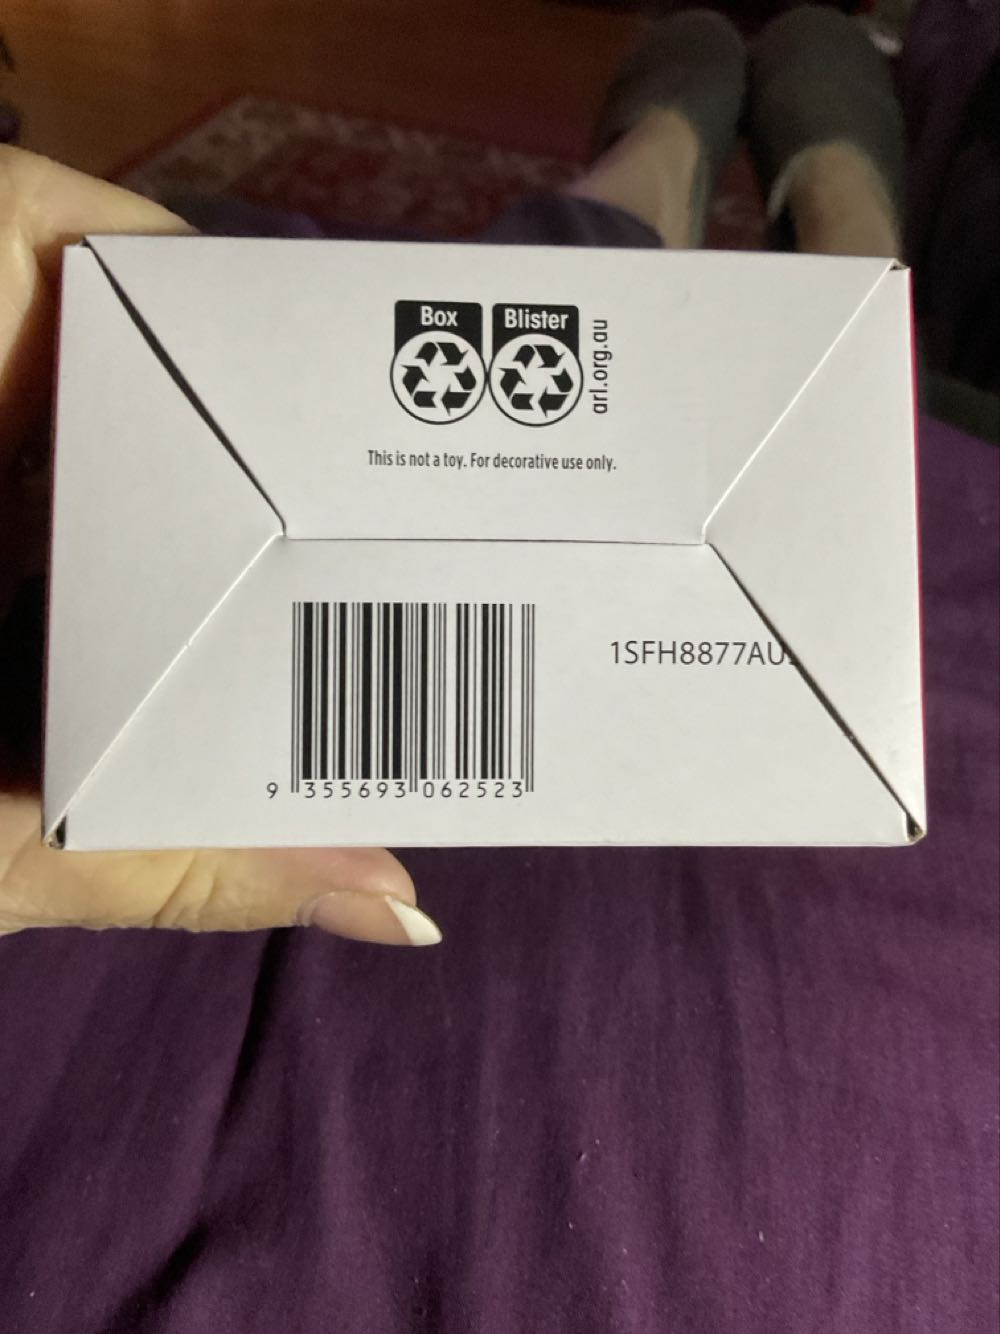 Box Blister
arl.org.au
This is not a toy. For decorative use only.
1SFH8877AU
9 355693 062523